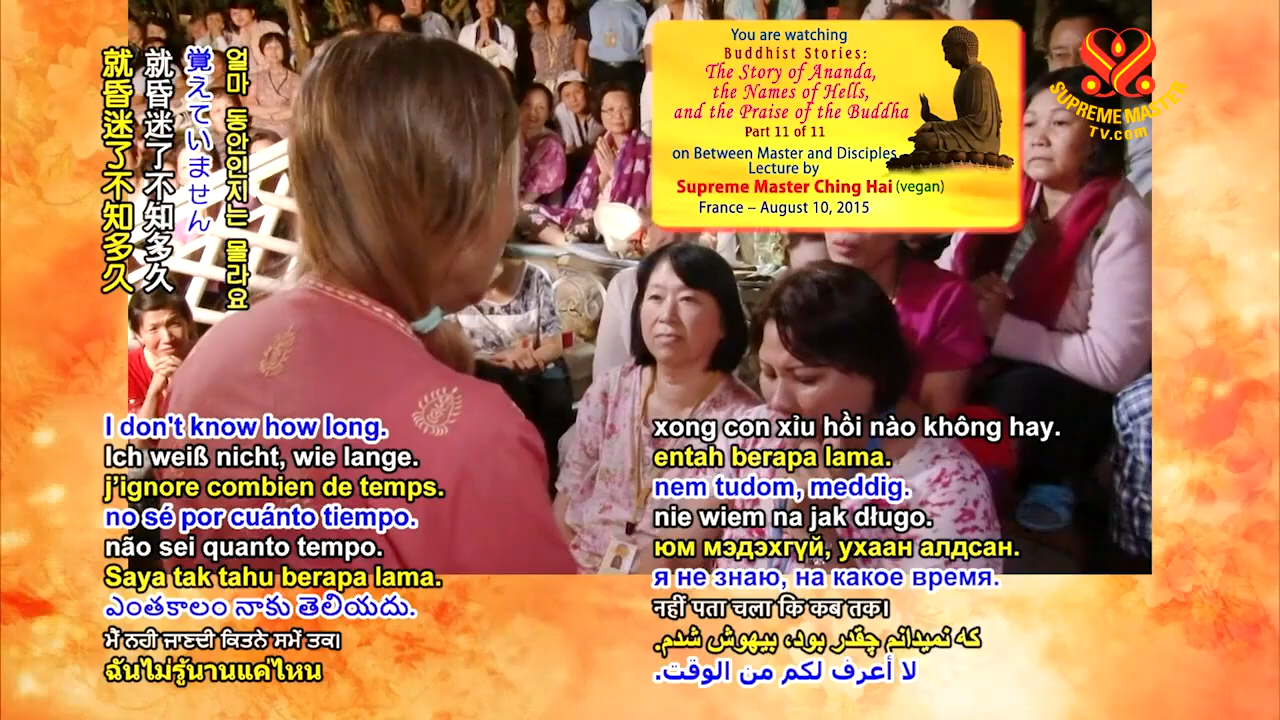 就昏迷了不知多久
就昏迷了不知多久
覚えていません
얼마 동안인지는 몰라요
You are watching
Buddhist Stories:
The Story of Ananda,
the Names of Hells,
and the Praise of the Buddha
Part 11 of 11
on Between Master and Disciples
Lecture by
Supreme Master Ching Hai (vegan)
France – August 10, 2015
SUPREME MASTER
TV.com
I don't know how long.
Ich weiß nicht, wie lange.
j’ignore combien de temps.
no sé por cuánto tiempo.
não sei quanto tempo.
Saya tak tahu berapa lama.
ఎంతకాలం నాకు తెలియదు.
ਮੈਂ ਨਹੀ ਜਾਣਦੀ ਕਿਤਨੇ ਸਮੇਂ ਤਕ।
ฉันไม่รู้นานแค่ไหน
xong con xỉu hồi nào không hay.
entah berapa lama.
nem tudom, meddig.
nie wiem na jak długo.
юм мэдэхгүй, ухаан алдсан.
я не знаю, на какое время.
नहीं पता चला कि कब तक।
که نمیدانم چقدر بود، بیهوش شدم.
لا أعرف لكم من الوقت.